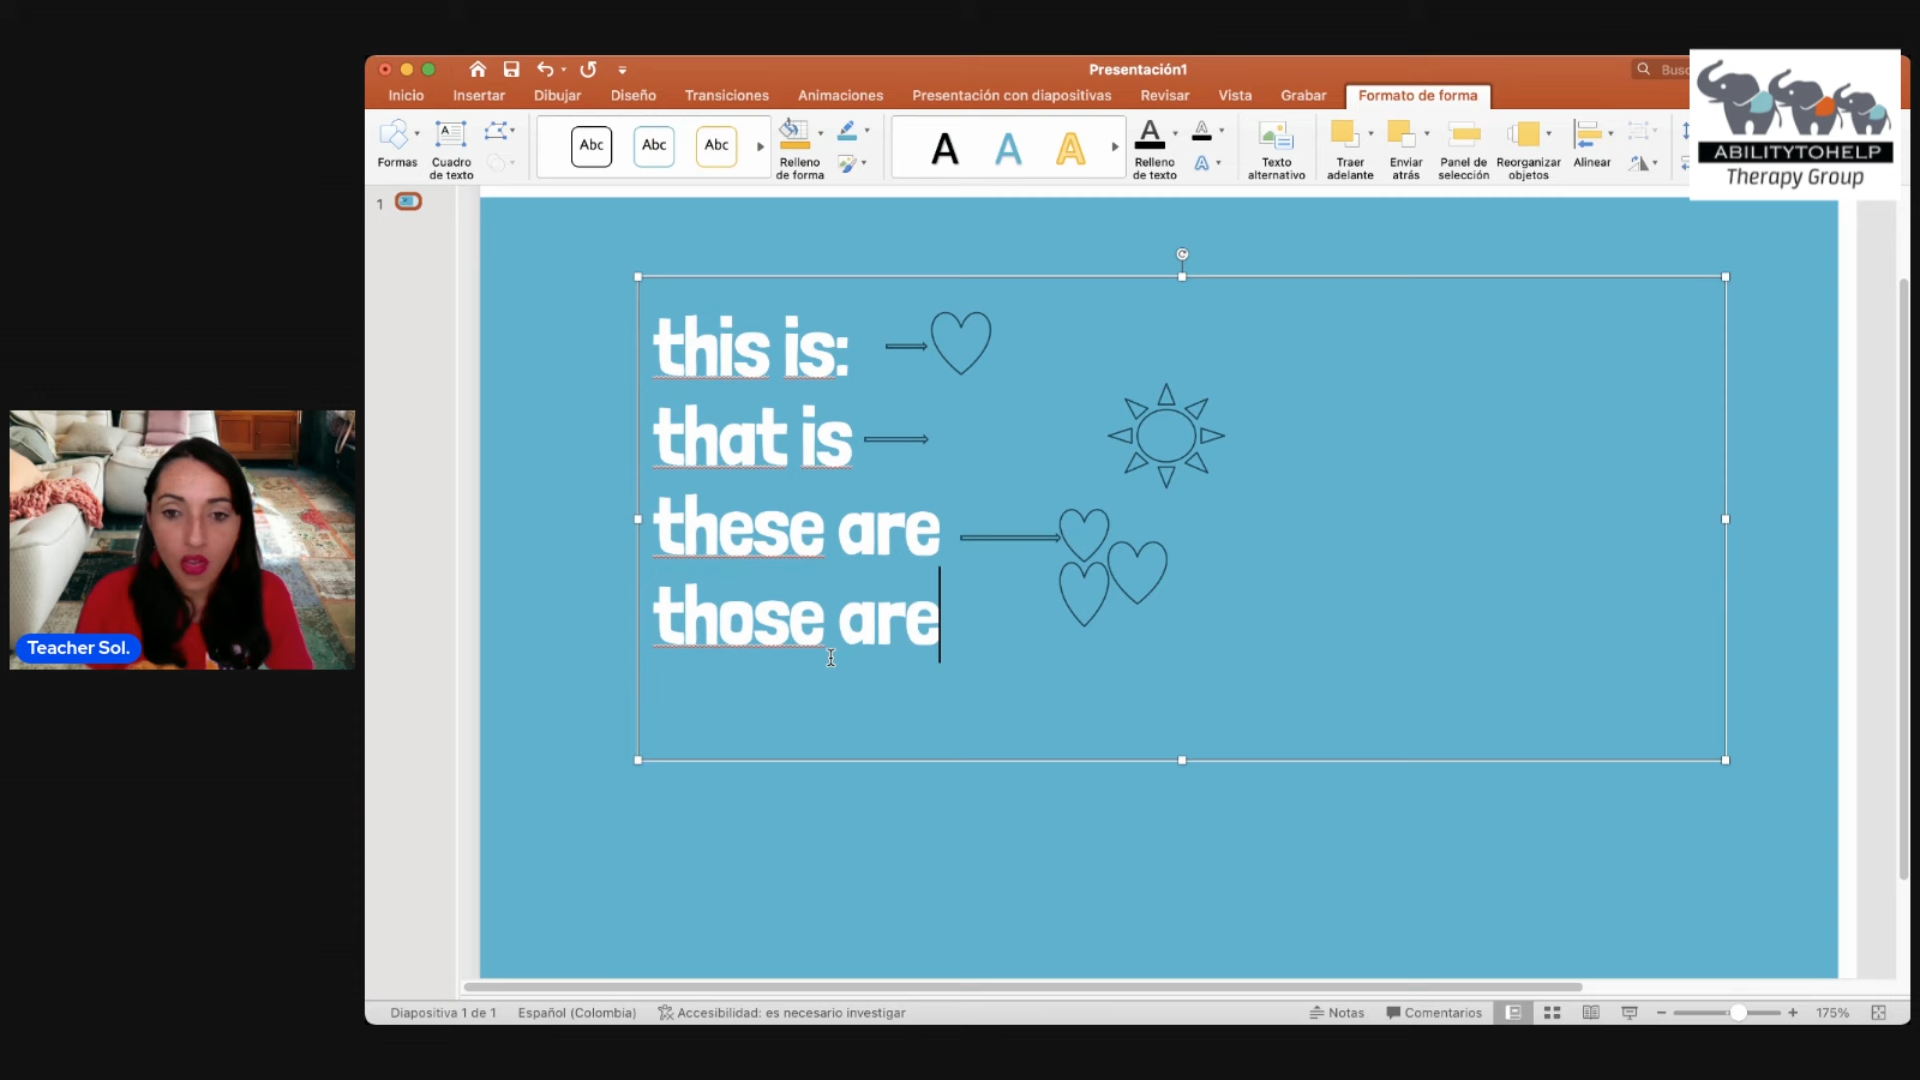 Presentación1
Busc
Inicio Insertar Dibujar Diseño Transiciones Animaciones Presentación con diapositivas Revisar Vista Grabar Formato de forma
Formas
Cuadro de texto
Abc Abc Abc
Relleno de forma
A A A
Relleno de texto
Texto alternativo
Traer adelante
Enviar atrás
Panel de selección
Reorganizar objetos
Alinear
ABILITYTOHELP
Therapy Group
1
this is:
that is
these are
those are
Teacher Sol.
Diapositiva 1 de 1 Español (Colombia) Accesibilidad: es necesario investigar Notas Comentarios 175%